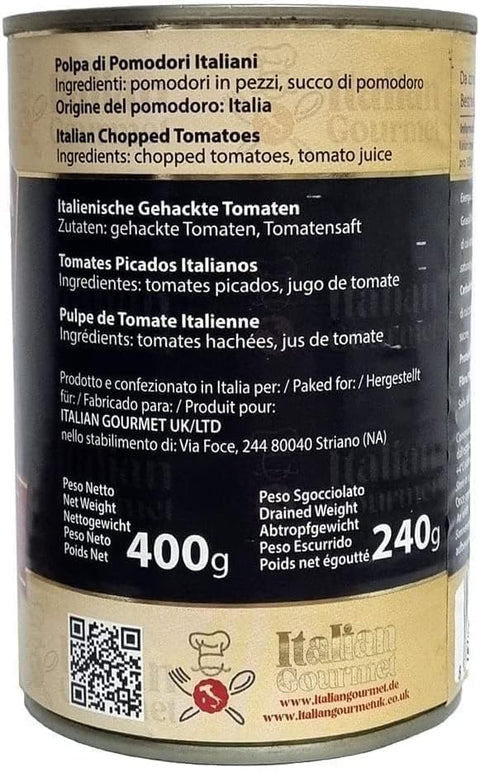 Polpa di Pomodori Italiani
Ingredienti: pomodori in pezzi, succo di pomodoro
Origine del pomodoro: Italia
Italian Chopped Tomatoes
Ingredients: chopped tomatoes, tomato juice
Italienische Gehackte Tomaten
Zutaten: gehackte Tomaten, Tomatensaft
Tomates Picados Italianos
Ingredientes: tomates picados, jugo de tomate
Pulpe de Tomate Italienne
Ingrédients: tomates hachées, jus de tomate
Prodotto e confezionato in Italia per: / Paked for: / Hergestellt
für: / Fabricado para: / Produit pour:
ITALIAN GOURMET UK/LTD
nello stabilimento di: Via Foce, 244 80040 Striano (NA)
Peso Netto
Net Weight
Nettogewicht
Peso Neto
Poids Net
400g
Peso Sgocciolato
Drained Weight
Abtropfgewicht
Peso Escurrido
Poids net égoutté
240g
Italian
Gourmet
www.italiangourmet.de
www.italiangourmetuk.co.uk